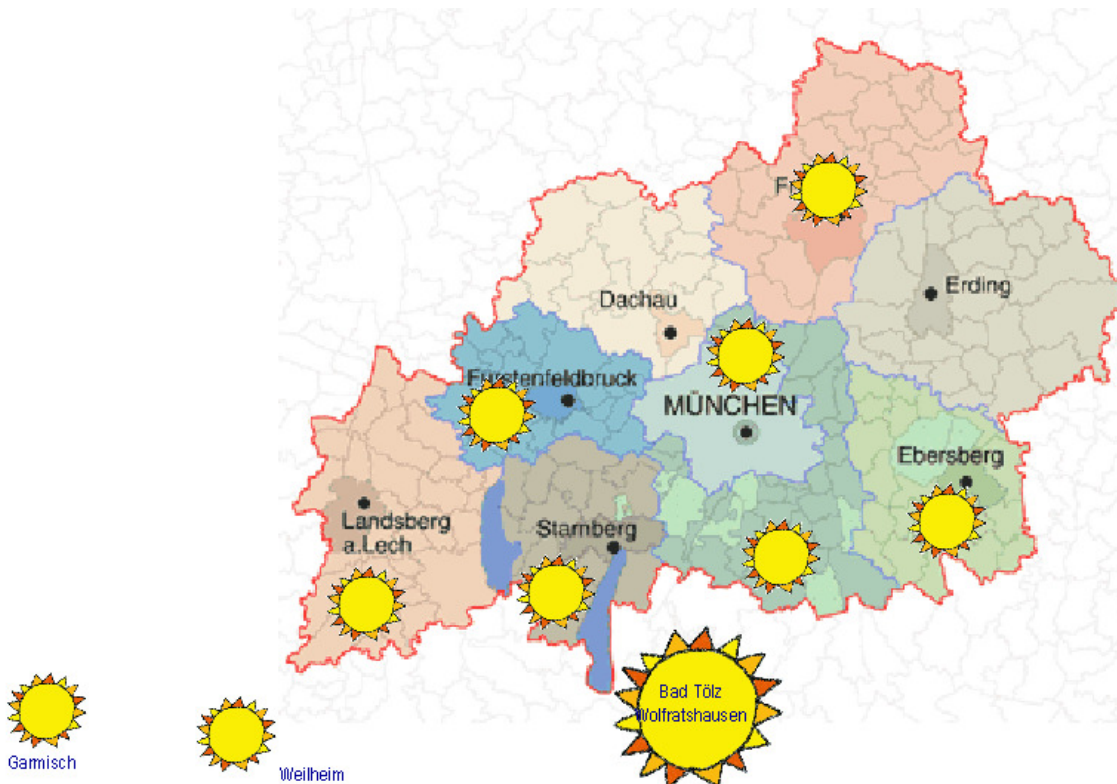 Dachau
Erding
Fürstenfeldbruck
MÜNCHEN
Ebersberg
Landsberg
a.Lech
Starnberg
Bad Tölz
Wolfratshausen
Garmisch
Weilheim